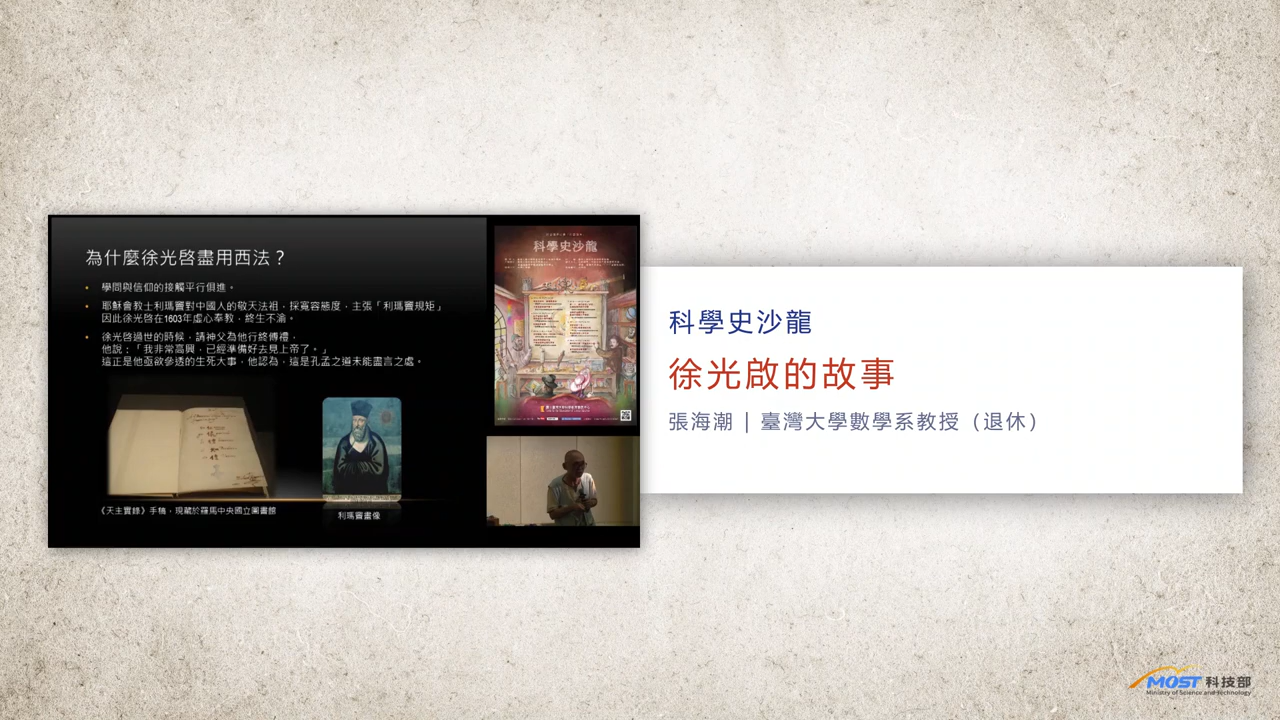 為什麼徐光啓盡用西法？
學問與信仰的接觸平行俱進。
耶穌會教士利瑪竇對中國人的敬天法祖，採寬容態度，主張「利瑪竇規矩」
因此徐光啓在1603年虛心奉教，終生不渝。
徐光啓過世的時候，請神父為他行終傅禮，
他說：「我非常高興，已經準備好去見上帝了。」
這正是他亟欲參透的生死大事，他認為，這是孔孟之道未能盡言之處。
《天主實錄》手稿，現藏於羅馬中央國立圖書館
利瑪竇畫像
科學史沙龍
科學史沙龍
徐光啟的故事
張海潮 | 臺灣大學數學系教授（退休）
MOST 科技部
Ministry of Science and Technology